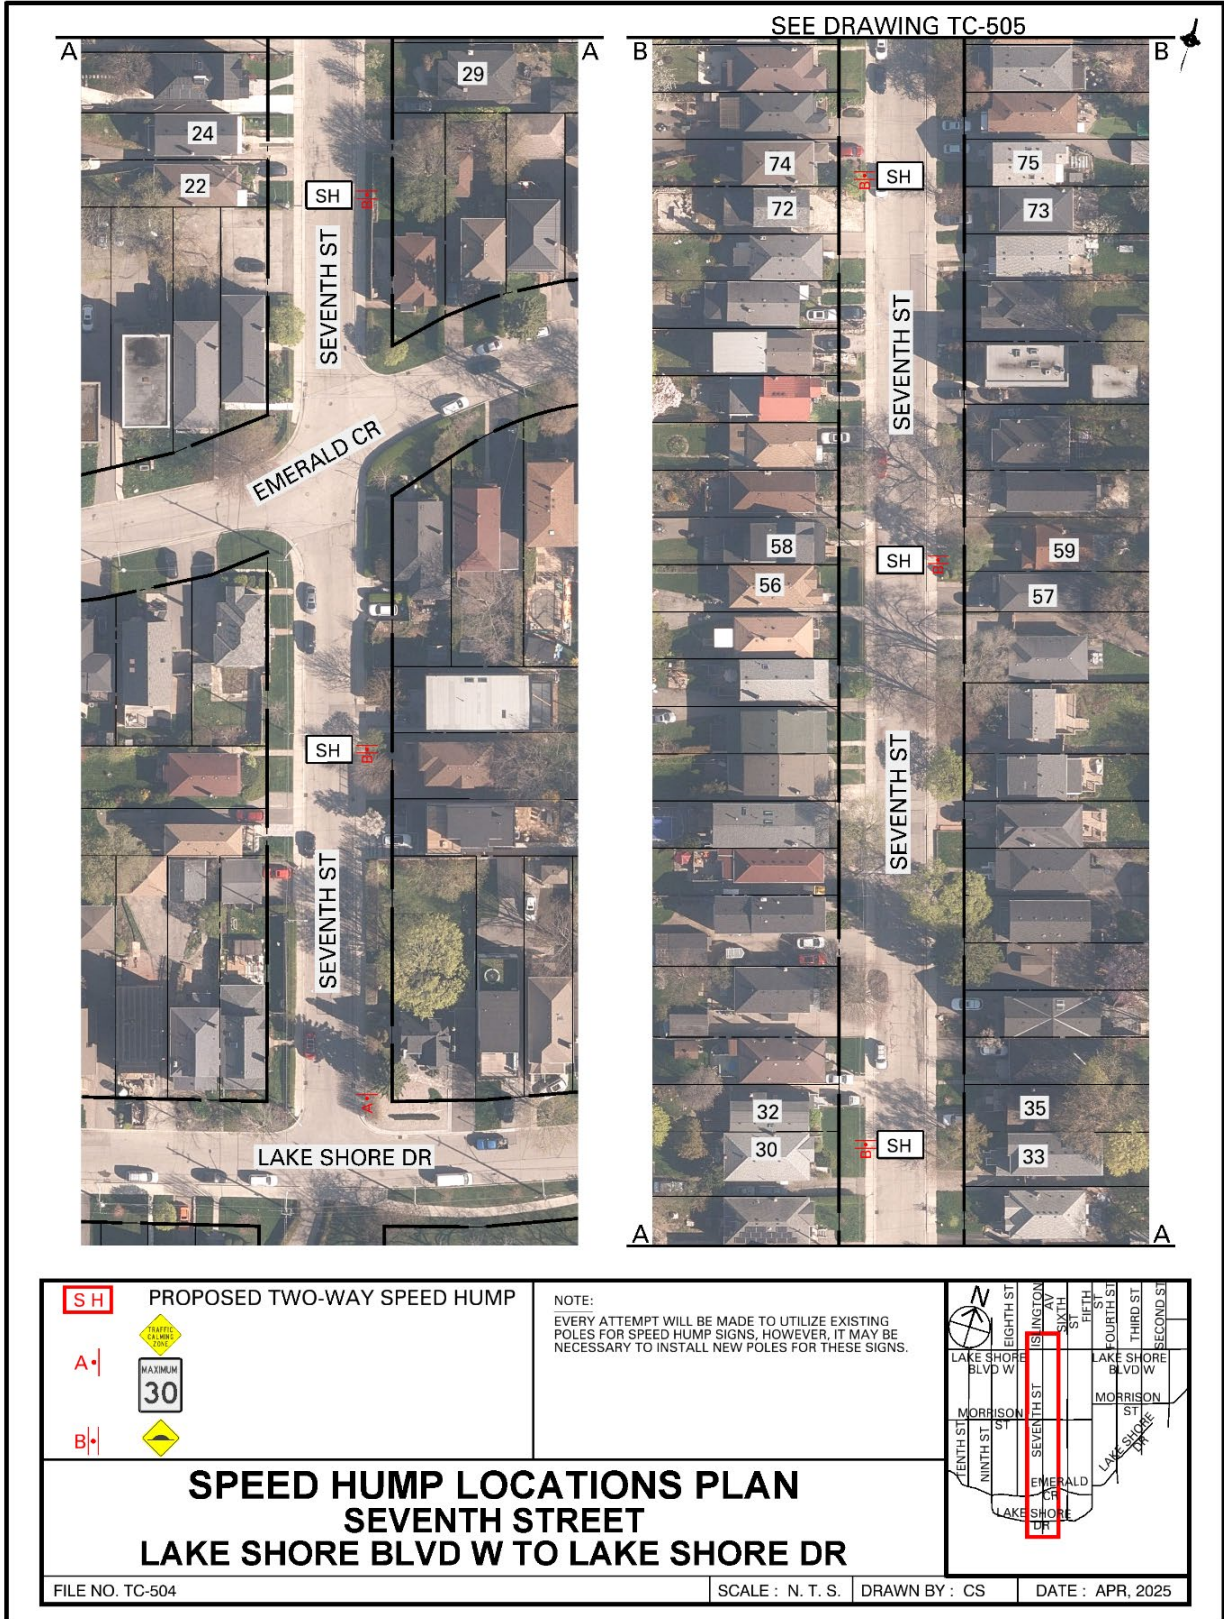 SEE DRAWING TC-505
A
A
29
24
22
SH
B
SEVENTH ST
EMERALD CR
SH
B
SEVENTH ST
A
LAKE SHORE DR
B
B
74
75
B
SH
72
73
SEVENTH ST
58
59
SH
B
56
57
SEVENTH ST
32
35
B
SH
30
33
A
A
SH
PROPOSED TWO-WAY SPEED HUMP
TRAFFIC
CALMING
ZONE
A
MAXIMUM
30
B
NOTE:
EVERY ATTEMPT WILL BE MADE TO UTILIZE EXISTING
POLES FOR SPEED HUMP SIGNS, HOWEVER, IT MAY BE
NECESSARY TO INSTALL NEW POLES FOR THESE SIGNS.
N
EIGHTH ST
ISLINGTON
AV
SIXTH
ST
FIFTH
ST
FOURTH ST
THIRD ST
SECOND ST
LAKE SHORE
BLVD W
LAKE SHORE
BLVD W
MORRISON
ST
MORRISON
ST
SEVENTH ST
TENTH ST
NINTH ST
LAKE SHORE
DR
EMERALD
CR
LAKE SHORE
DR
SPEED HUMP LOCATIONS PLAN
SEVENTH STREET
LAKE SHORE BLVD W TO LAKE SHORE DR
FILE NO. TC-504
SCALE : N. T. S.
DRAWN BY : CS
DATE : APR, 2025